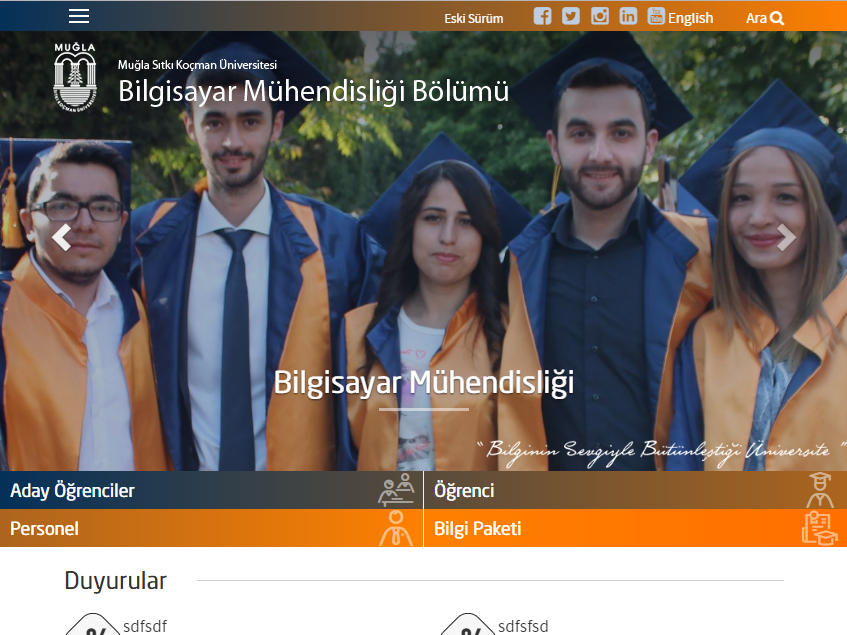 Eski Sürüm
English
Ara
MUĞLA
Muğla Sıtkı Koçman Üniversitesi
Bilgisayar Mühendisliği Bölümü
Bilgisayar Mühendisliği
“ Bilginin Sevgiyle Bütünleştiği Üniversite ”
Aday Öğrenciler
Öğrenci
Personel
Bilgi Paketi
Duyurular
sdfsdf
sdfsfsd